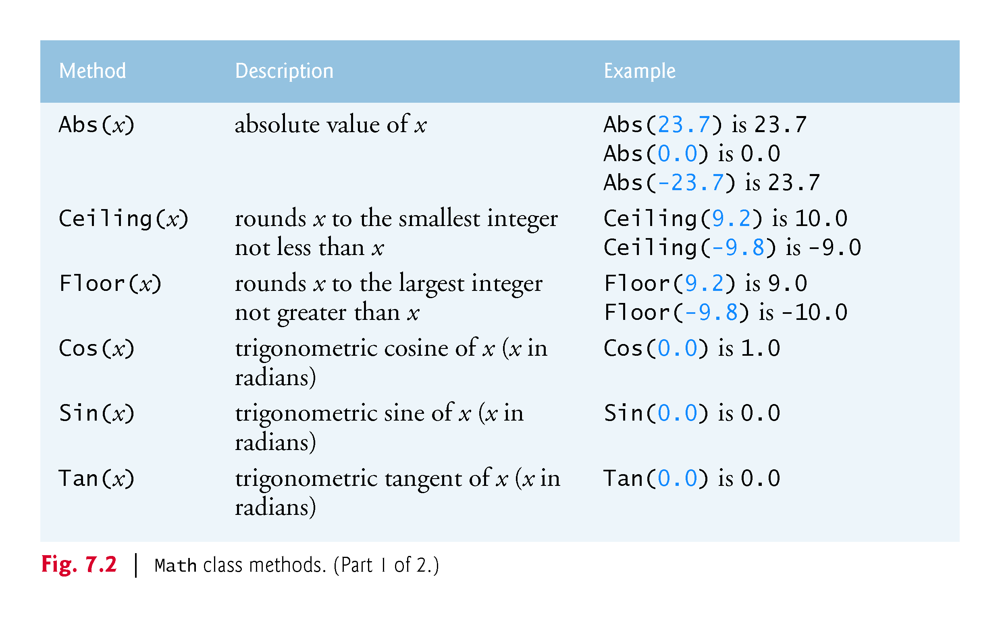 Method Description Example
Abs(x) absolute value of x Abs(23.7) is 23.7
Abs(0.0) is 0.0
Abs(-23.7) is 23.7
Ceiling(x) rounds x to the smallest integer Ceiling(9.2) is 10.0
not less than x Ceiling(-9.8) is -9.0
Floor(x) rounds x to the largest integer Floor(9.2) is 9.0
not greater than x Floor(-9.8) is -10.0
Cos(x) trigonometric cosine of x (x in Cos(0.0) is 1.0
radians)
Sin(x) trigonometric sine of x (x in Sin(0.0) is 0.0
radians)
Tan(x) trigonometric tangent of x (x in Tan(0.0) is 0.0
radians)
Fig. 7.2 | Math class methods. (Part 1 of 2.)